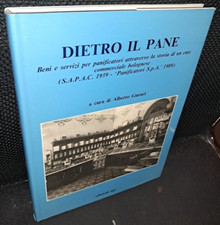 DIETRO IL PANE
Beni e servizi per panificatori attraverso la storia di un ente
commerciale bolognese
(S.A.P.A.C. 1919 - "Panificatori S.p.A." 1989)
a cura di Alberto